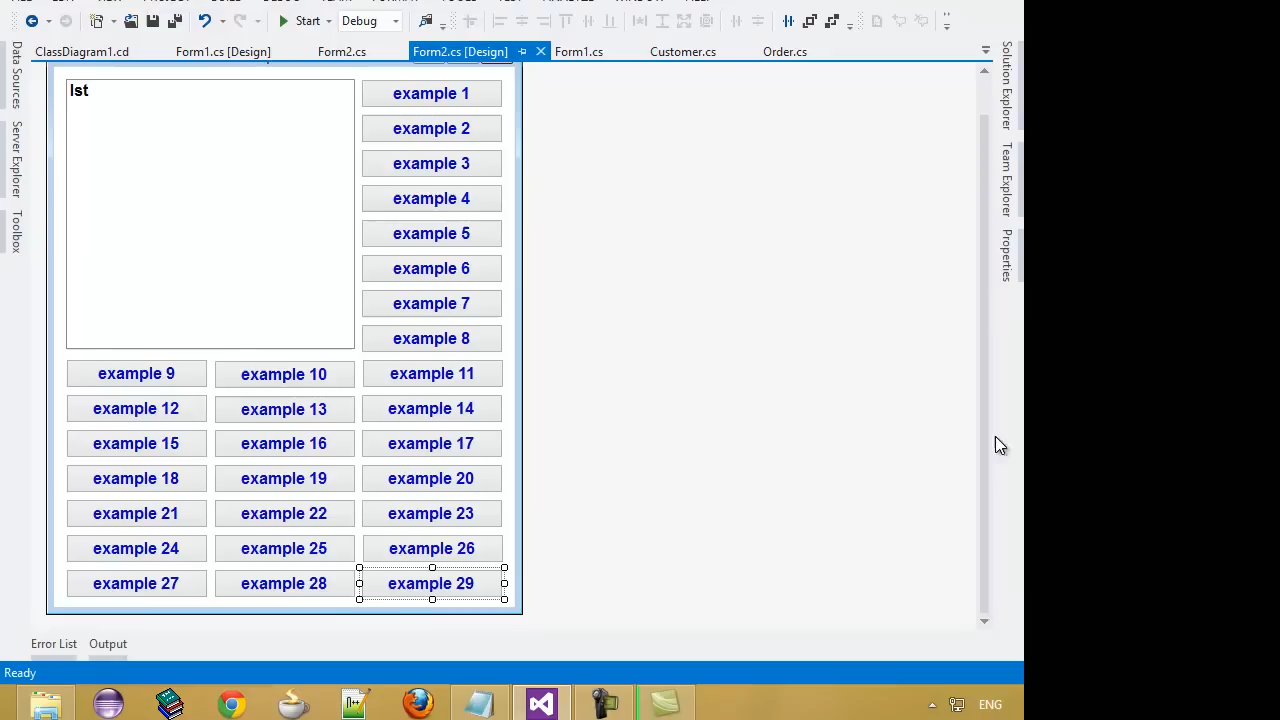 Start
Debug
ClassDiagram1.cd
Form1.cs [Design]
Form2.cs
Form2.cs [Design]
Form1.cs
Customer.cs
Order.cs
Data Sources
Server Explorer
Toolbox
Solution Explorer
Team Explorer
Properties
lst
example 1
example 2
example 3
example 4
example 5
example 6
example 7
example 8
example 9
example 10
example 11
example 12
example 13
example 14
example 15
example 16
example 17
example 18
example 19
example 20
example 21
example 22
example 23
example 24
example 25
example 26
example 27
example 28
example 29
Error List
Output
Ready
ENG